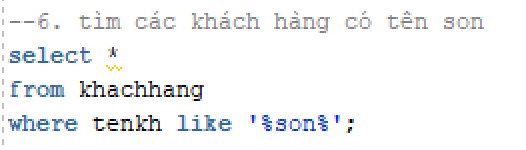 --6. tìm các khách hàng có tên son
select *
from khachhang
where tenkh like '%son%';